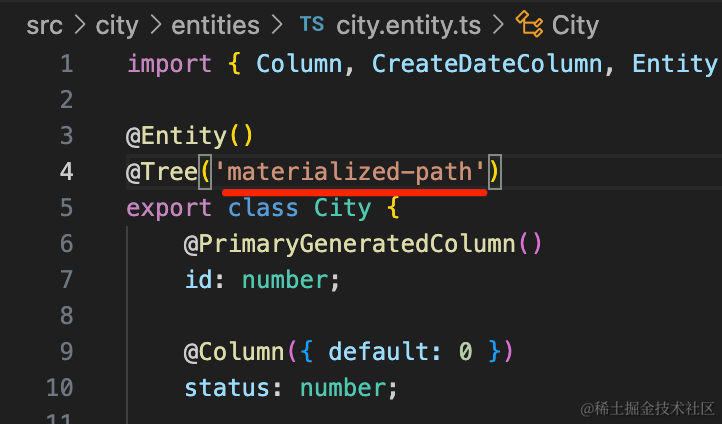 src > city > entities > TS city.entity.ts > City
1 import { Column, CreateDateColumn, Entity
2
3 @Entity()
4 @Tree('materialized-path')
5 export class City {
6 @PrimaryGeneratedColumn()
7 id: number;
8
9 @Column({ default: 0 })
10 status: number;
11
@稀土掘金技术社区